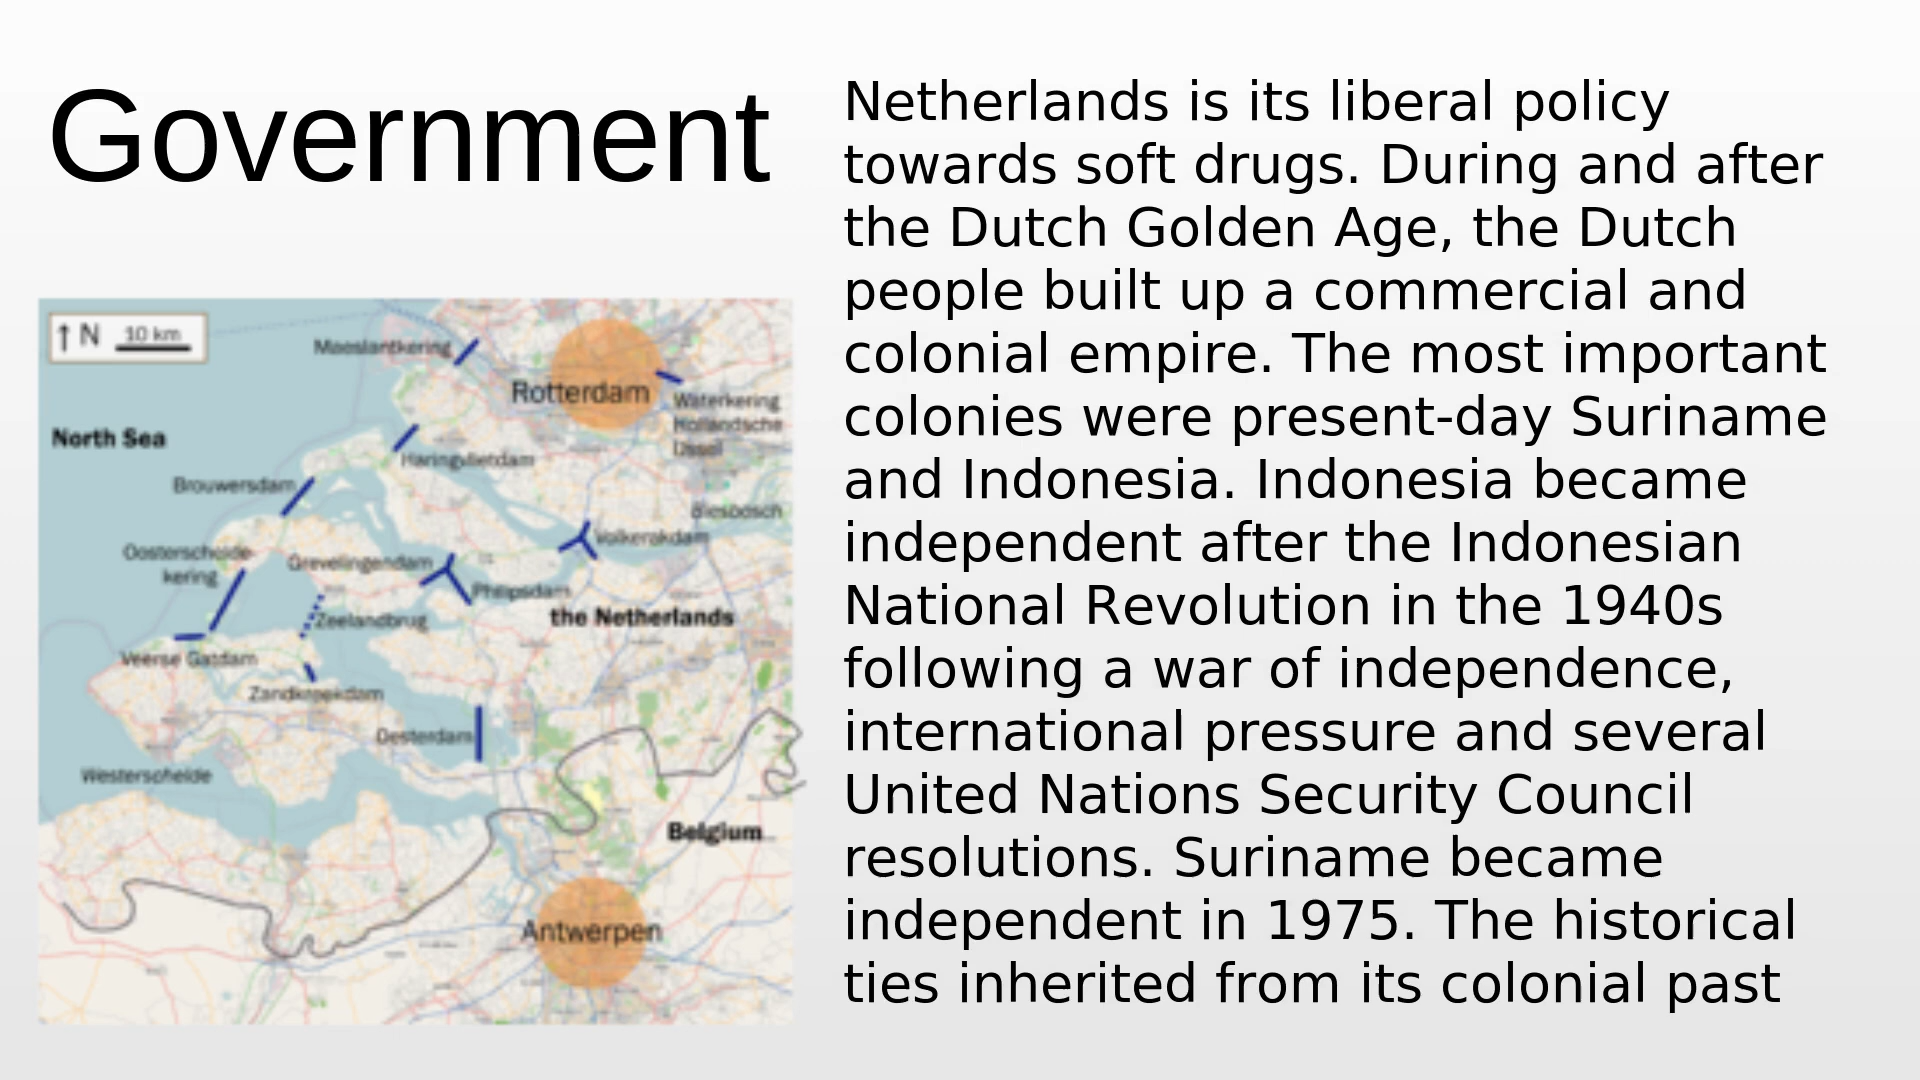 Government
Netherlands is its liberal policy
towards soft drugs. During and after
the Dutch Golden Age, the Dutch
people built up a commercial and
colonial empire. The most important
colonies were present-day Suriname
and Indonesia. Indonesia became
independent after the Indonesian
National Revolution in the 1940s
following a war of independence,
international pressure and several
United Nations Security Council
resolutions. Suriname became
independent in 1975. The historical
ties inherited from its colonial past
↑ N 10 km
Maeslantkering
Rotterdam
Waterkering
Hollandsche
IJssel
North Sea
Haringvlietdam
Brouwersdam
Biesbosch
Volkerakdam
Oosterschelde-
kering
Grevelingendam
Philipsdam
the Netherlands
Zeelandbrug
Veerse Gatdam
Zandkreekdam
Oesterdam
Westerschelde
Belgium
Antwerpen